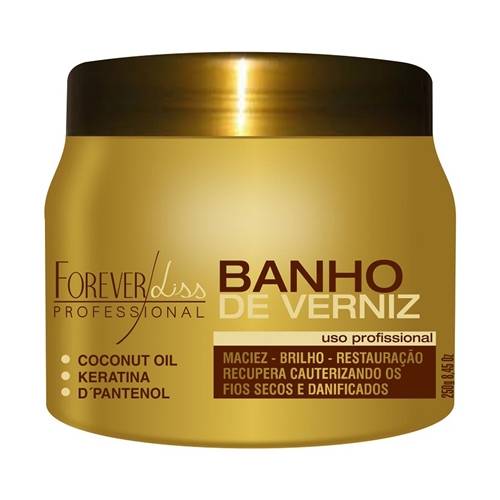 FOREVER Liss
PROFESSIONAL
COCONUT OIL
KERATINA
D´PANTENOL
BANHO
DE VERNIZ
uso profissional
MACIEZ - BRILHO - RESTAURAÇÃO
RECUPERA CAUTERIZANDO OS
FIOS SECOS E DANIFICADOS
250g 8,45 Oz